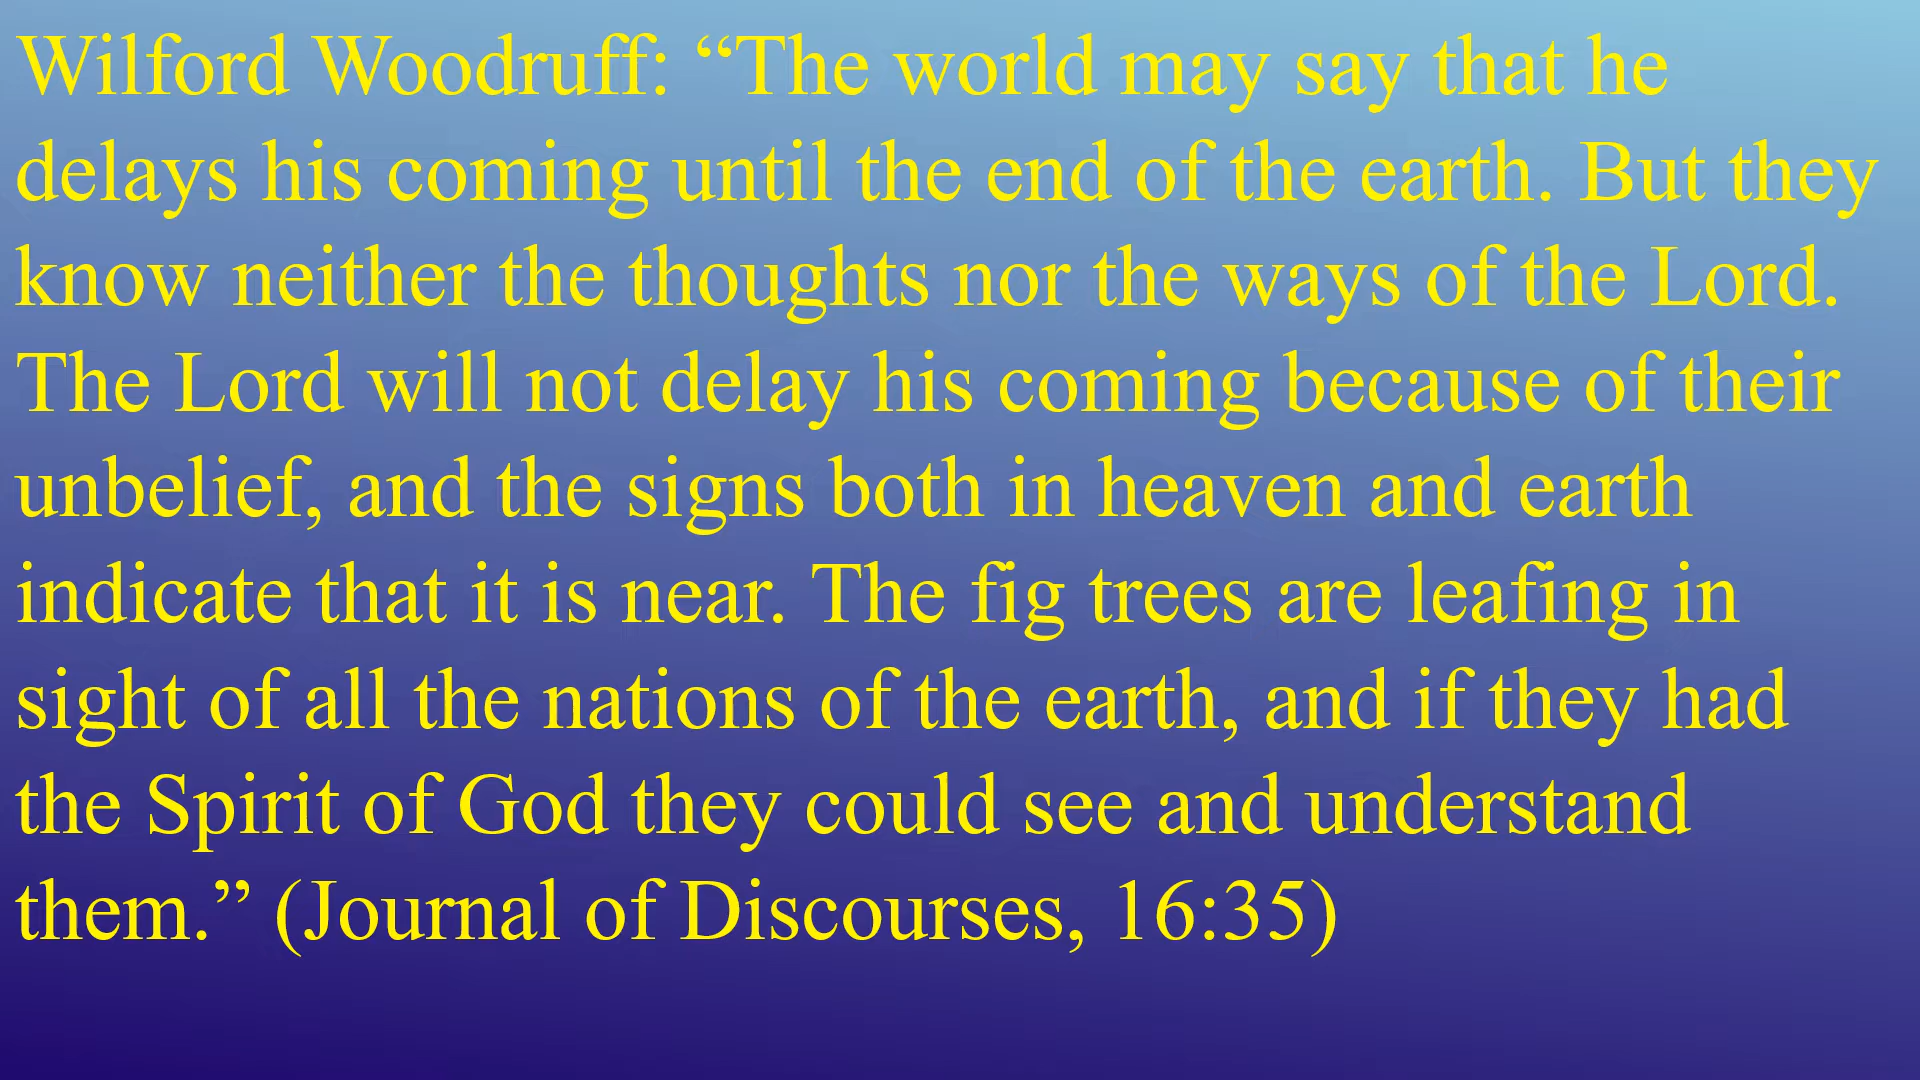 Wilford Woodruff: “The world may say that he
delays his coming until the end of the earth. But they
know neither the thoughts nor the ways of the Lord.
The Lord will not delay his coming because of their
unbelief, and the signs both in heaven and earth
indicate that it is near. The fig trees are leafing in
sight of all the nations of the earth, and if they had
the Spirit of God they could see and understand
them.” (Journal of Discourses, 16:35)